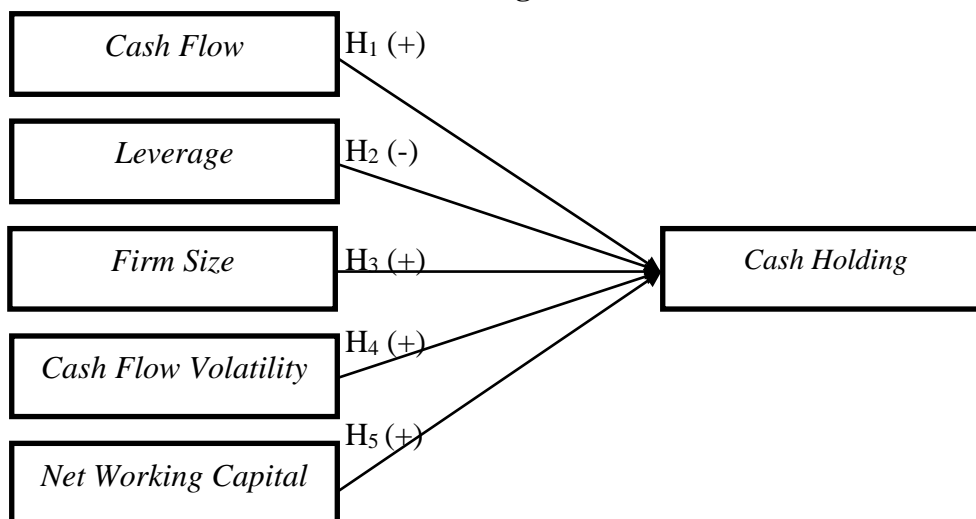 Cash Flow
H₁ (+)
Leverage
H₂ (-)
Firm Size
H₃ (+)
Cash Holding
Cash Flow Volatility
H₄ (+)
Net Working Capital
H₅ (+)